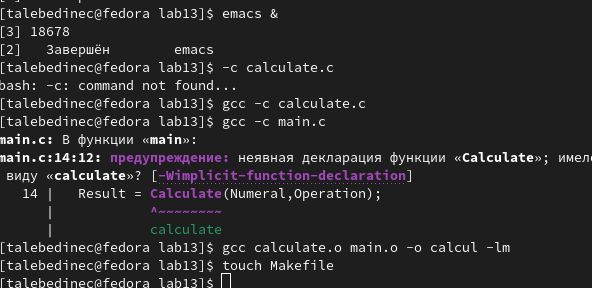 [talebedinec@fedora lab13]$ emacs &
[3] 18678
[2]   Завершён        emacs
[talebedinec@fedora lab13]$ -c calculate.c
bash: -c: command not found...
[talebedinec@fedora lab13]$ gcc -c calculate.c
[talebedinec@fedora lab13]$ gcc -c main.c
main.c: В функции «main»:
main.c:14:12: предупреждение: неявная декларация функции «Calculate»; имел
 виду «calculate»? [-Wimplicit-function-declaration]
   14 |   Result = Calculate(Numeral,Operation);
      |            ^~~~~~~~~
      |            calculate
[talebedinec@fedora lab13]$ gcc calculate.o main.o -o calcul -lm
[talebedinec@fedora lab13]$ touch Makefile
[talebedinec@fedora lab13]$